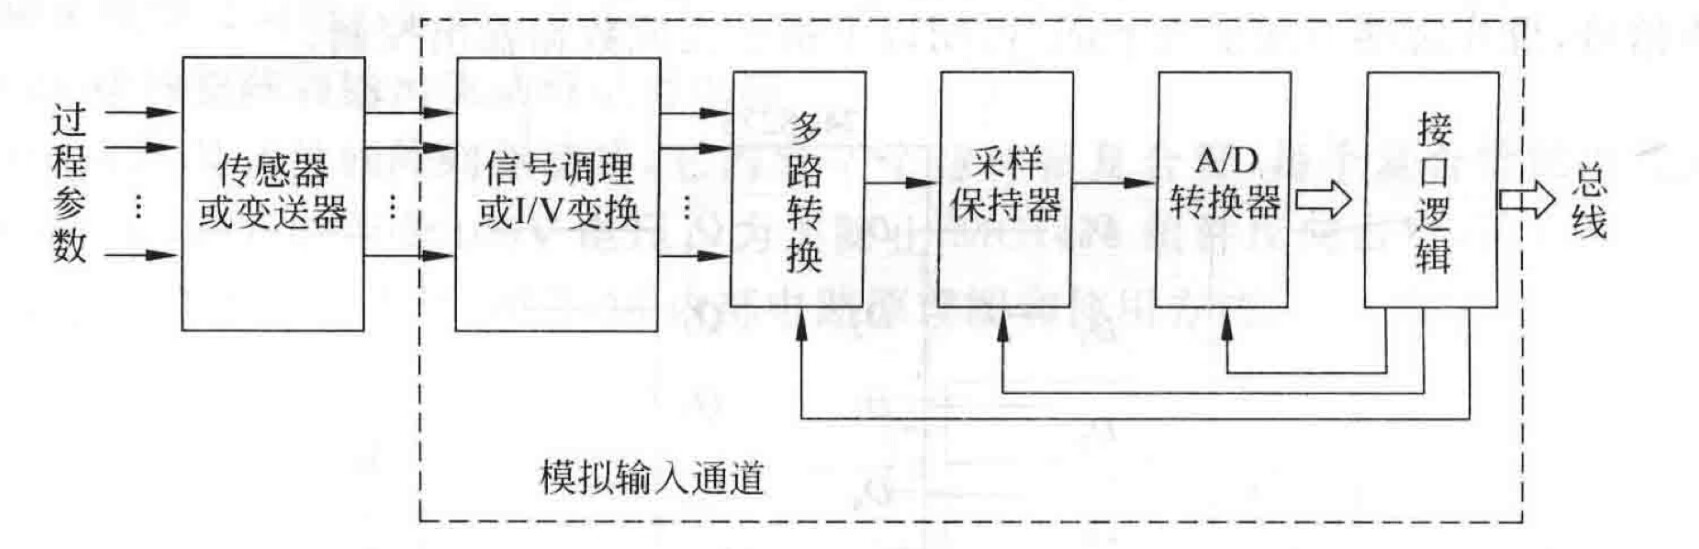 过程参数
传感器
或变送器
信号调理
或I/V变换
多路转换
采样
保持器
A/D
转换器
接口逻辑
总线
模拟输入通道